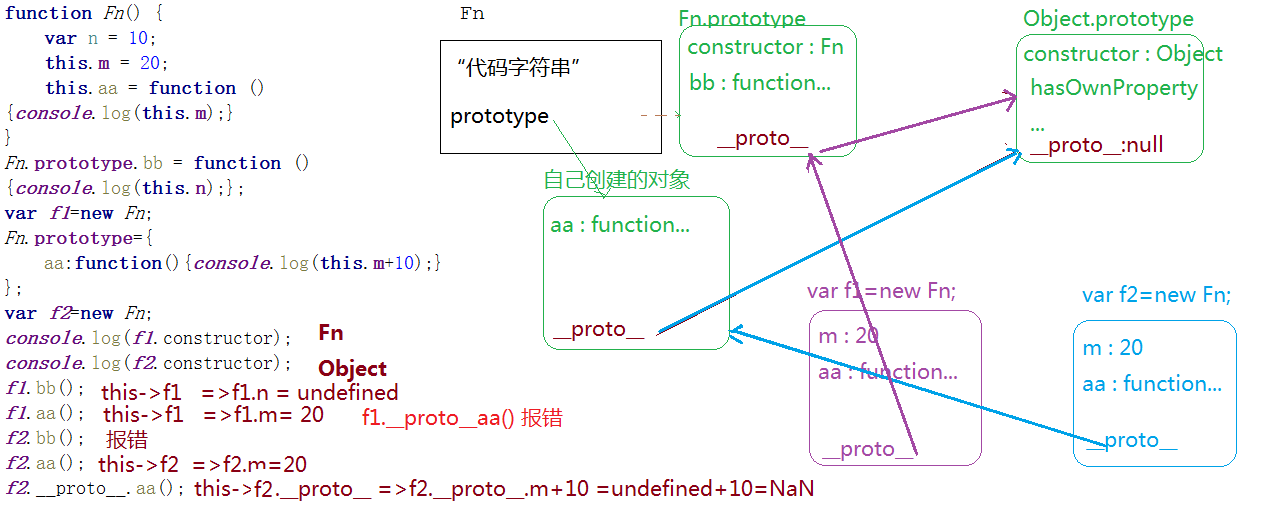 function Fn() {
var n = 10;
this.m = 20;
this.aa = function ()
{console.log(this.m);}
}
Fn.prototype.bb = function ()
{console.log(this.n);};
var f1=new Fn;
Fn.prototype={
aa:function(){console.log(this.m+10);}
};
var f2=new Fn;
console.log(f1.constructor); Fn
console.log(f2.constructor); Object
f1.bb(); this->f1 =>f1.n = undefined
f1.aa(); this->f1 =>f1.m= 20 f1.__proto__aa() 报错
f2.bb(); 报错
f2.aa(); this->f2 =>f2.m=20
f2.__proto__.aa(); this->f2.__proto__ =>f2.__proto__.m+10 =undefined+10=NaN
Fn
“代码字符串”
prototype
Fn.prototype
constructor : Fn
bb : function...
__proto__
Object.prototype
constructor : Object
hasOwnProperty
...
__proto__:null
自己创建的对象
aa : function...
__proto__
var f1=new Fn;
m : 20
aa : function...
__proto__
var f2=new Fn;
m : 20
aa : function...
__proto__